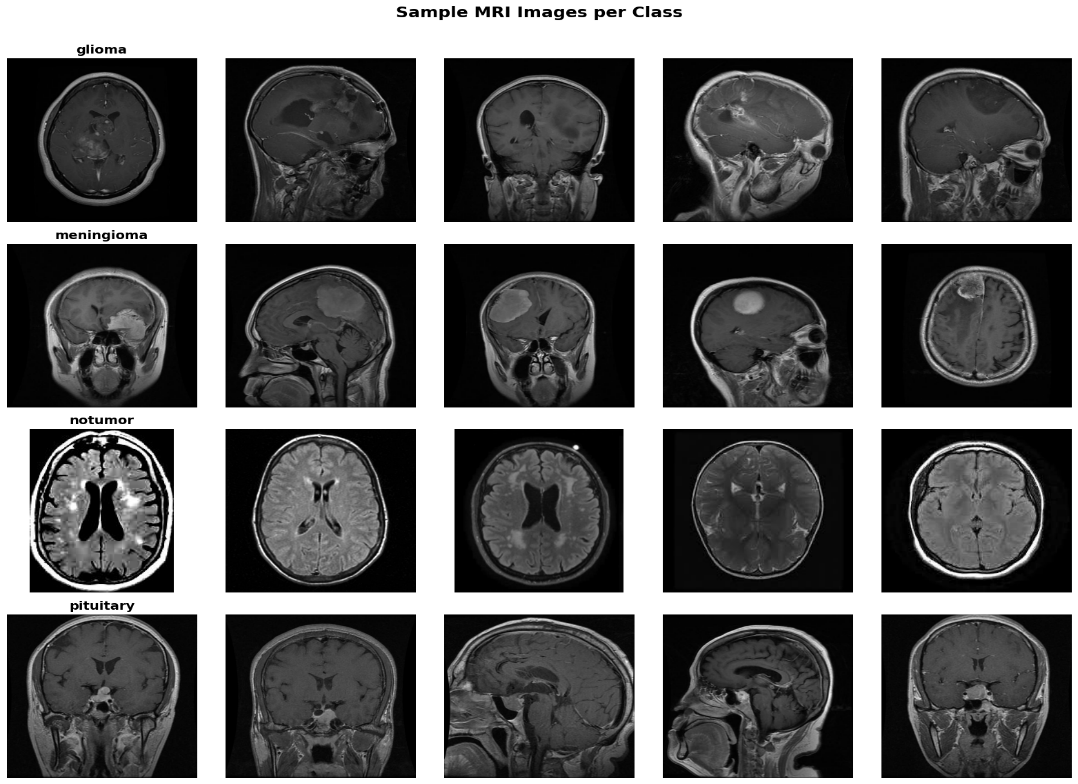 Sample MRI Images per Class
glioma
meningioma
notumor
pituitary